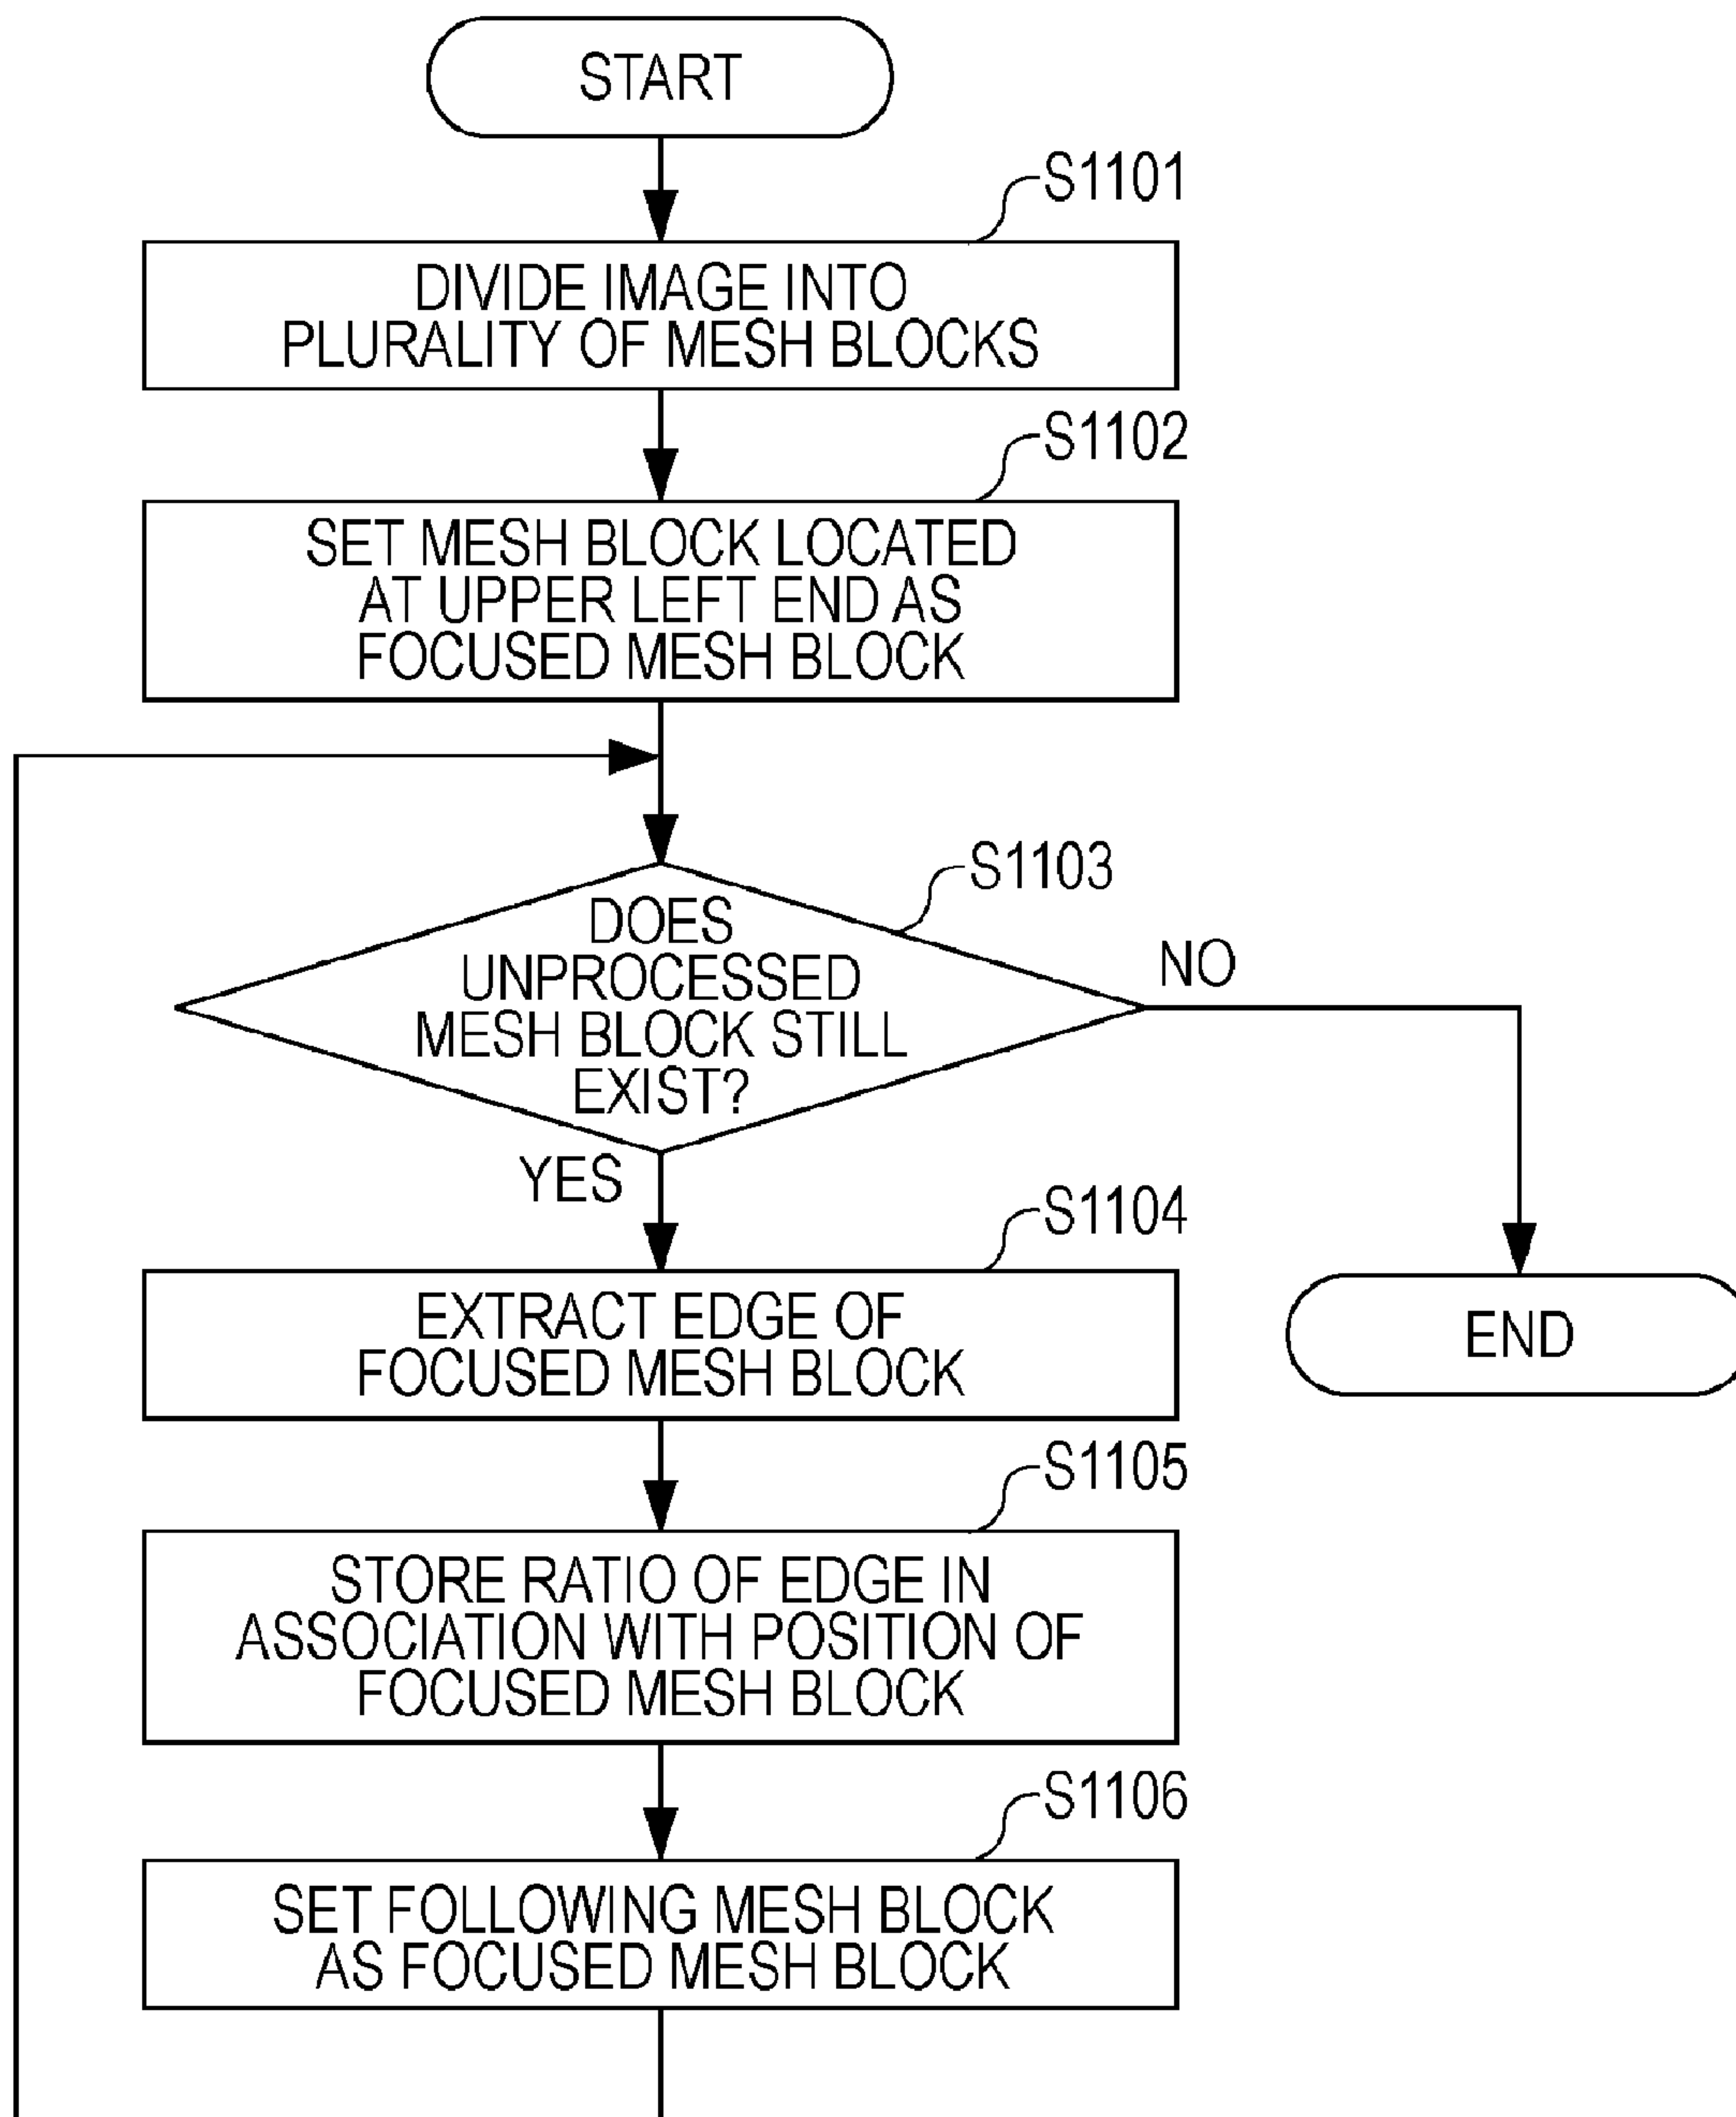 START
S1101
DIVIDE IMAGE INTO
PLURALITY OF MESH BLOCKS
S1102
SET MESH BLOCK LOCATED
AT UPPER LEFT END AS
FOCUSED MESH BLOCK
S1103
DOES
UNPROCESSED
MESH BLOCK STILL
EXIST?
NO
YES
S1104
EXTRACT EDGE OF
FOCUSED MESH BLOCK
END
S1105
STORE RATIO OF EDGE IN
ASSOCIATION WITH POSITION OF
FOCUSED MESH BLOCK
S1106
SET FOLLOWING MESH BLOCK
AS FOCUSED MESH BLOCK